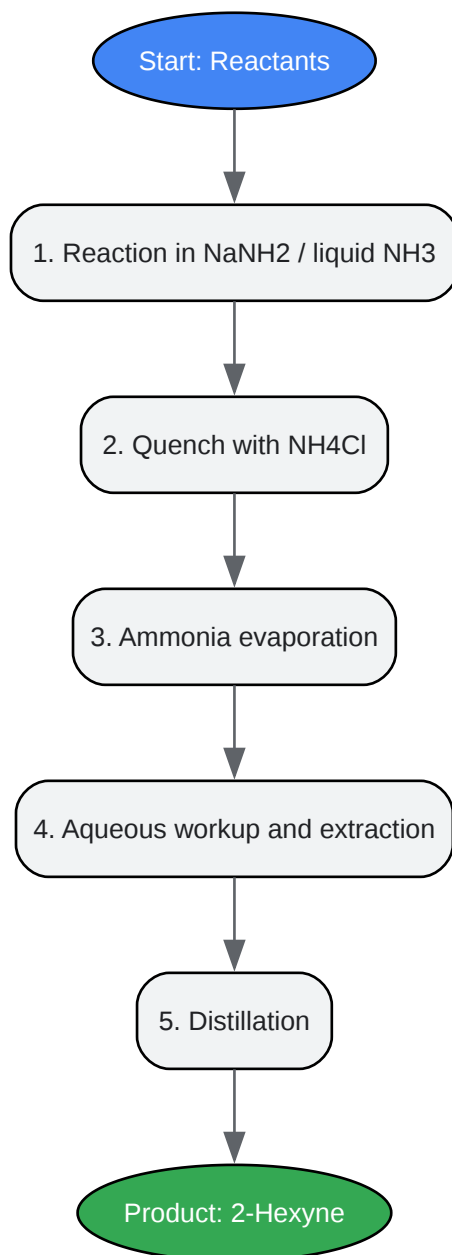 Start: Reactants
1. Reaction in NaNH2 / liquid NH3
2. Quench with NH4Cl
3. Ammonia evaporation
4. Aqueous workup and extraction
5. Distillation
Product: 2-Hexyne